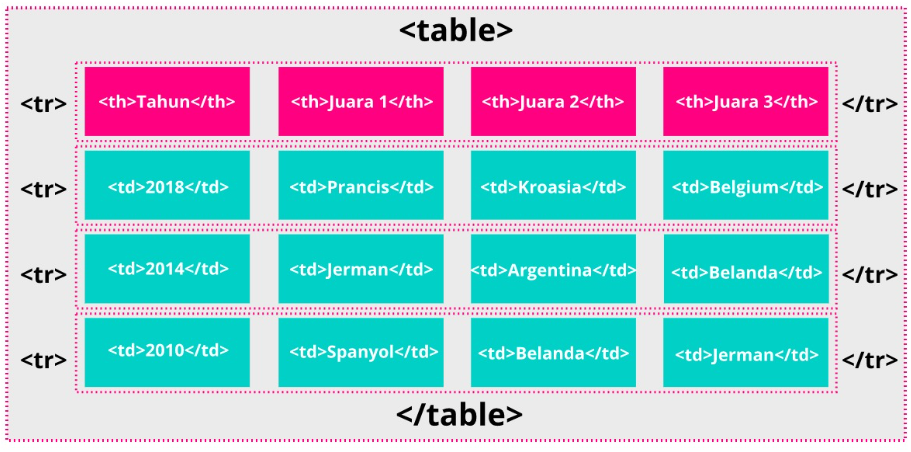 <table>
<tr> <th>Tahun</th> <th>Juara 1</th> <th>Juara 2</th> <th>Juara 3</th> </tr>
<tr> <td>2018</td> <td>Prancis</td> <td>Kroasia</td> <td>Belgium</td> </tr>
<tr> <td>2014</td> <td>Jerman</td> <td>Argentina</td> <td>Belanda</td> </tr>
<tr> <td>2010</td> <td>Spanyol</td> <td>Belanda</td> <td>Jerman</td> </tr>
</table>